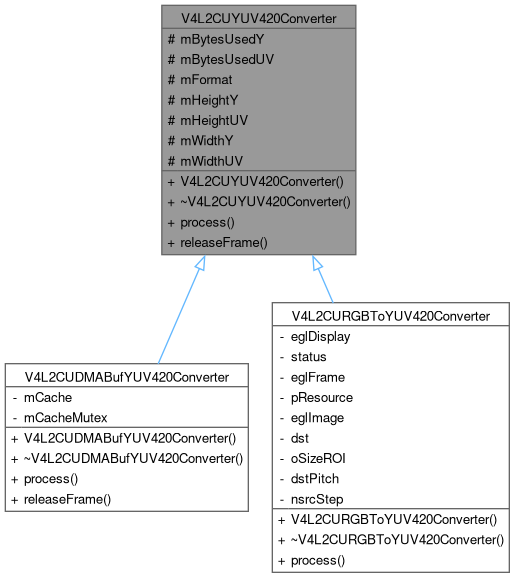 V4L2CUYUV420Converter
# mBytesUsedY
# mBytesUsedUV
# mFormat
# mHeightY
# mHeightUV
# mWidthY
# mWidthUV
+ V4L2CUYUV420Converter()
+ ~V4L2CUYUV420Converter()
+ process()
+ releaseFrame()
V4L2CUDMABufYUV420Converter
- mCache
- mCacheMutex
+ V4L2CUDMABufYUV420Converter()
+ ~V4L2CUDMABufYUV420Converter()
+ process()
+ releaseFrame()
V4L2CURGBToYUV420Converter
- eglDisplay
- status
- eglFrame
- pResource
- eglImage
- dst
- oSizeROI
- dstPitch
- nsrcStep
+ V4L2CURGBToYUV420Converter()
+ ~V4L2CURGBToYUV420Converter()
+ process()